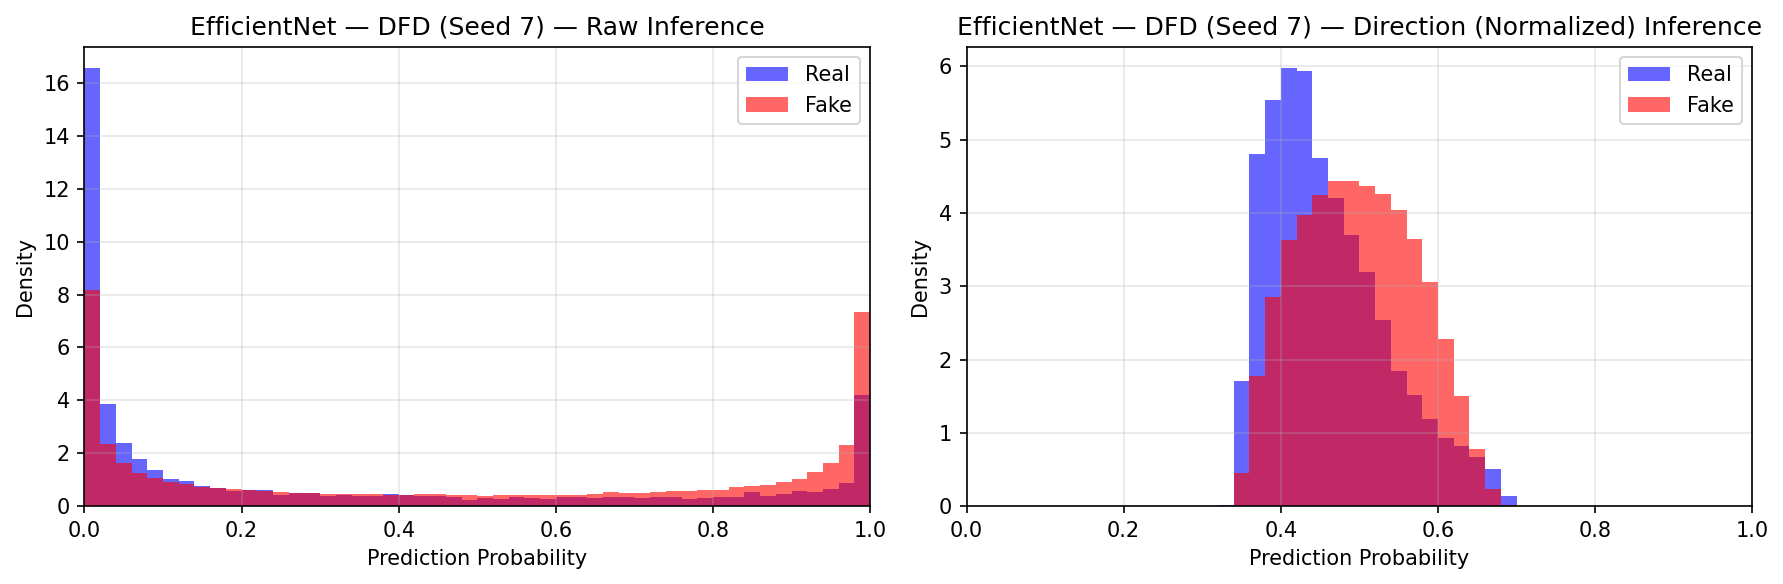 EfficientNet — DFD (Seed 7) — Raw Inference
Density
16
14
12
10
8
6
4
2
0
Real
Fake
0.0 0.2 0.4 0.6 0.8 1.0
Prediction Probability
EfficientNet — DFD (Seed 7) — Direction (Normalized) Inference
Density
6
5
4
3
2
1
0
Real
Fake
0.0 0.2 0.4 0.6 0.8 1.0
Prediction Probability